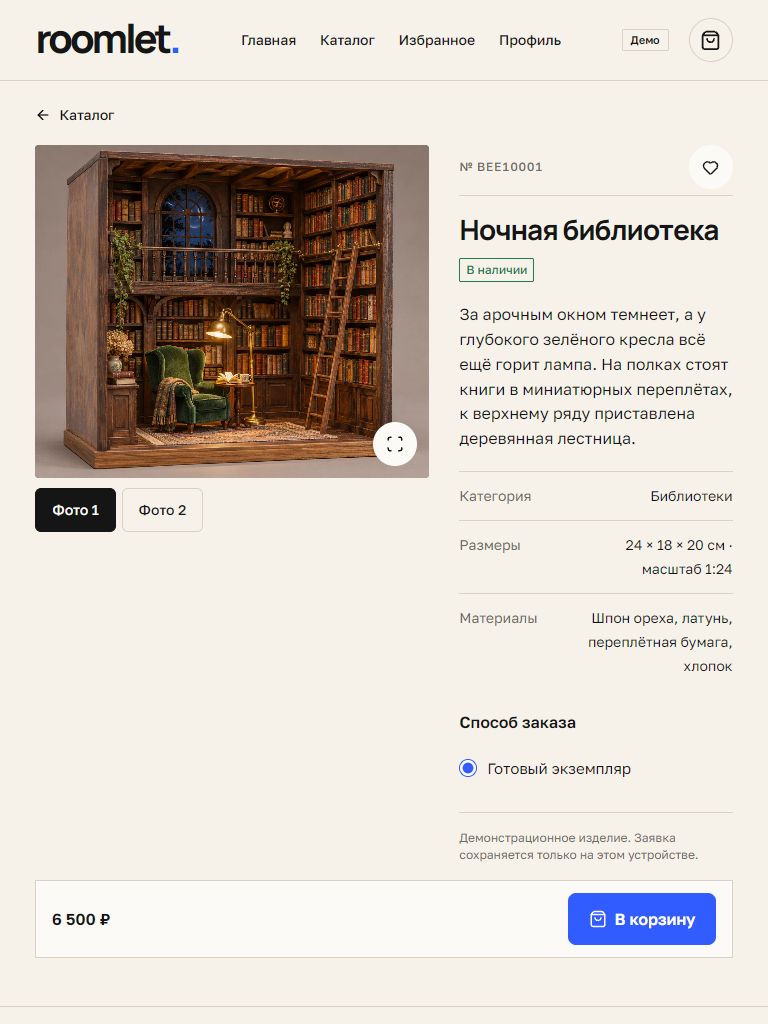 roomlet.
Главная Каталог Избранное Профиль Демо
Каталог
№ BEE10001
Ночная библиотека
В наличии
За арочным окном темнеет, а у
глубокого зелёного кресла всё
ещё горит лампа. На полках стоят
книги в миниатюрных переплётах,
к верхнему ряду приставлена
деревянная лестница.
Фото 1 Фото 2
Категория Библиотеки
Размеры 24 × 18 × 20 см ·
масштаб 1:24
Материалы Шпон ореха, латунь,
переплётная бумага,
хлопок
Способ заказа
Готовый экземпляр
Демонстрационное изделие. Заявка
сохраняется только на этом устройстве.
6 500 ₽ В корзину